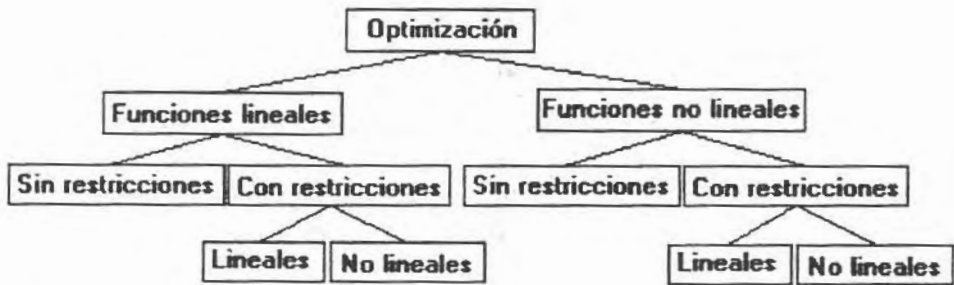 Optimización
Funciones lineales
Funciones no lineales
Sin restricciones
Con restricciones
Sin restricciones
Con restricciones
Lineales
No lineales
Lineales
No lineales